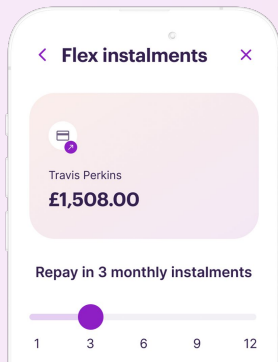 Flex instalments
Travis Perkins
£1,508.00
Repay in 3 monthly instalments
1 3 6 9 12